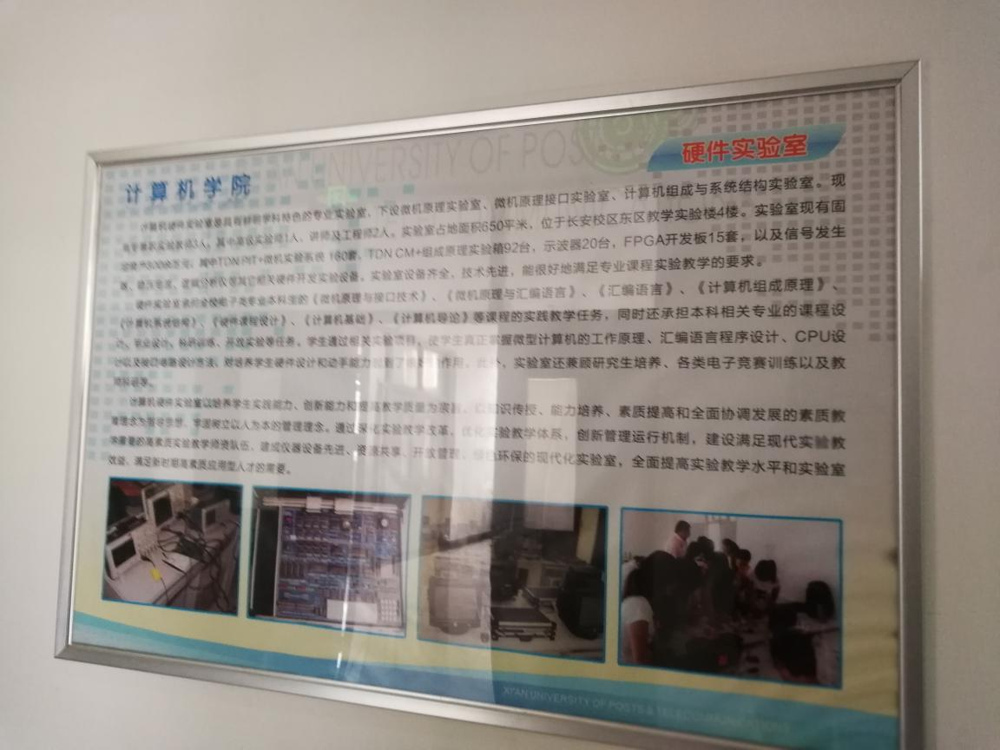 UNIVERSITY OF POS
硬件实验室
计算机学院
计算机硬件实验室是具有鲜明学科特色的专业实验室，下设微机原理实验室、微机原理接口实验室、计算机组成与系统结构实验室。现
有专兼职实验教师3人，其中高级实验师1人，讲师及工程师2人。实验室占地面积650平米，位于长安校区东区教学实验楼4楼。实验室现有固
定资产300余万元，其中TDN PIT+微机实验系统 160套，TDN CM+组成原理实验箱92台，示波器20台，FPGA开发板15套，以及信号发生
器、稳压电源、逻辑分析仪等其它相关硬件开发实验设备。实验室设备齐全，技术先进，能很好地满足专业课程实验教学的要求。
硬件实验室承担全校电子类专业本科生的《微机原理与接口技术》、《微机原理与汇编语言》、《汇编语言》、《计算机组成原理》、
《计算机系统结构》、《硬件课程设计》、《计算机基础》、《计算机导论》等课程的实践教学任务，同时还承担本科相关专业的课程设
计、毕业设计、科研训练、开放实验等任务。学生通过相关实验项目，使学生真正掌握微型计算机的工作原理、汇编语言程序设计、CPU设
计以及接口电路设计方法，对培养学生硬件设计和动手能力起到了很好的作用。此外，实验室还兼顾研究生培养、各类电子竞赛训练以及教
师科研等。
计算机硬件实验室以培养学生实践能力、创新能力和提高教学质量为宗旨，以知识传授、能力培养、素质提高和全面协调发展的素质教
育理念为指导思想，牢固树立以人为本的管理理念。通过深化实验教学改革，优化实验教学体系，创新管理运行机制，建设满足现代实验教
学需要的高素质实验教学师资队伍，建成仪器设备先进、资源共享、开放管理、绿色环保的现代化实验室，全面提高实验教学水平和实验室
效益，满足新时期高素质应用型人才的需要。
XI'AN UNIVERSITY OF POSTS & TELECOMMUNICATIONS